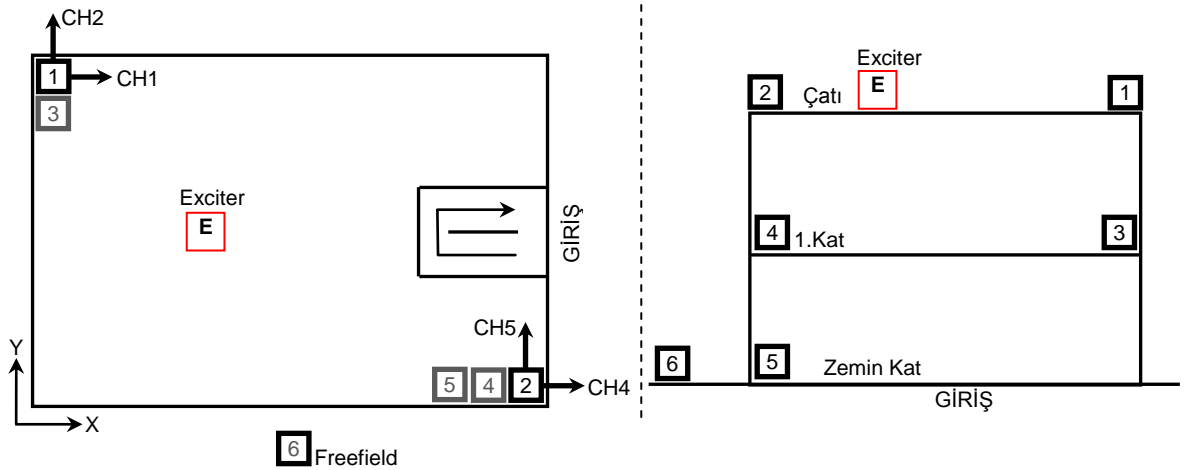 CH2
1
CH1
3
Exciter
E
GİRİŞ
CH5
5
4
2
CH4
Y
X
6
Freefield
Exciter
2
Çatı
E
1
4
1.Kat
3
6
5
Zemin Kat
GİRİŞ